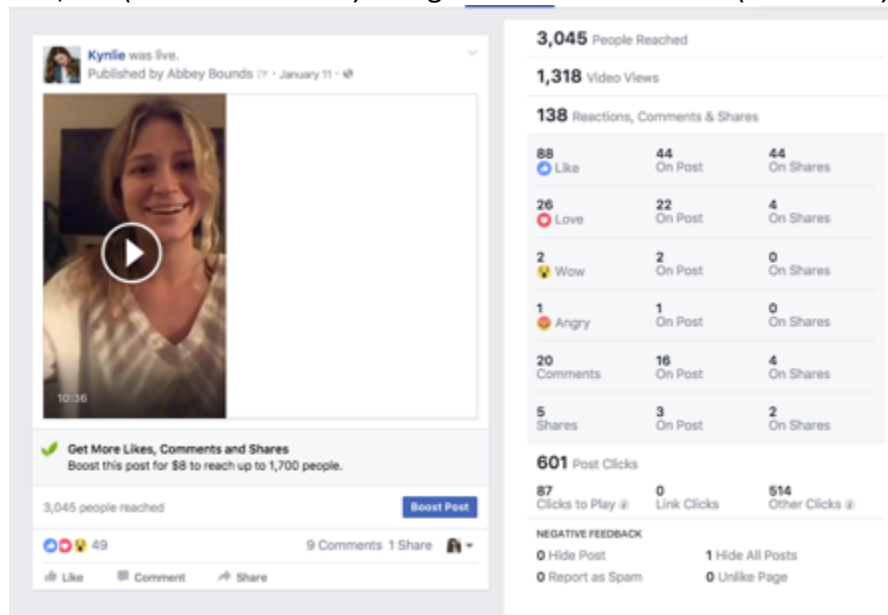 Kynlie was live.
Published by Abbey Bounds · January 11 ·
10:36
Get More Likes, Comments and Shares
Boost this post for $8 to reach up to 1,700 people.
3,045 people reached
Boost Post
49
9 Comments 1 Share
Like Comment Share
3,045 People Reached
1,318 Video Views
138 Reactions, Comments & Shares
88 44 44
Like On Post On Shares
26 22 4
Love On Post On Shares
2 2 0
Wow On Post On Shares
1 1 0
Angry On Post On Shares
20 16 4
Comments On Post On Shares
5 3 2
Shares On Post On Shares
601 Post Clicks
87 0 514
Clicks to Play Link Clicks Other Clicks
NEGATIVE FEEDBACK
0 Hide Post 1 Hide All Posts
0 Report as Spam 0 Unlike Page